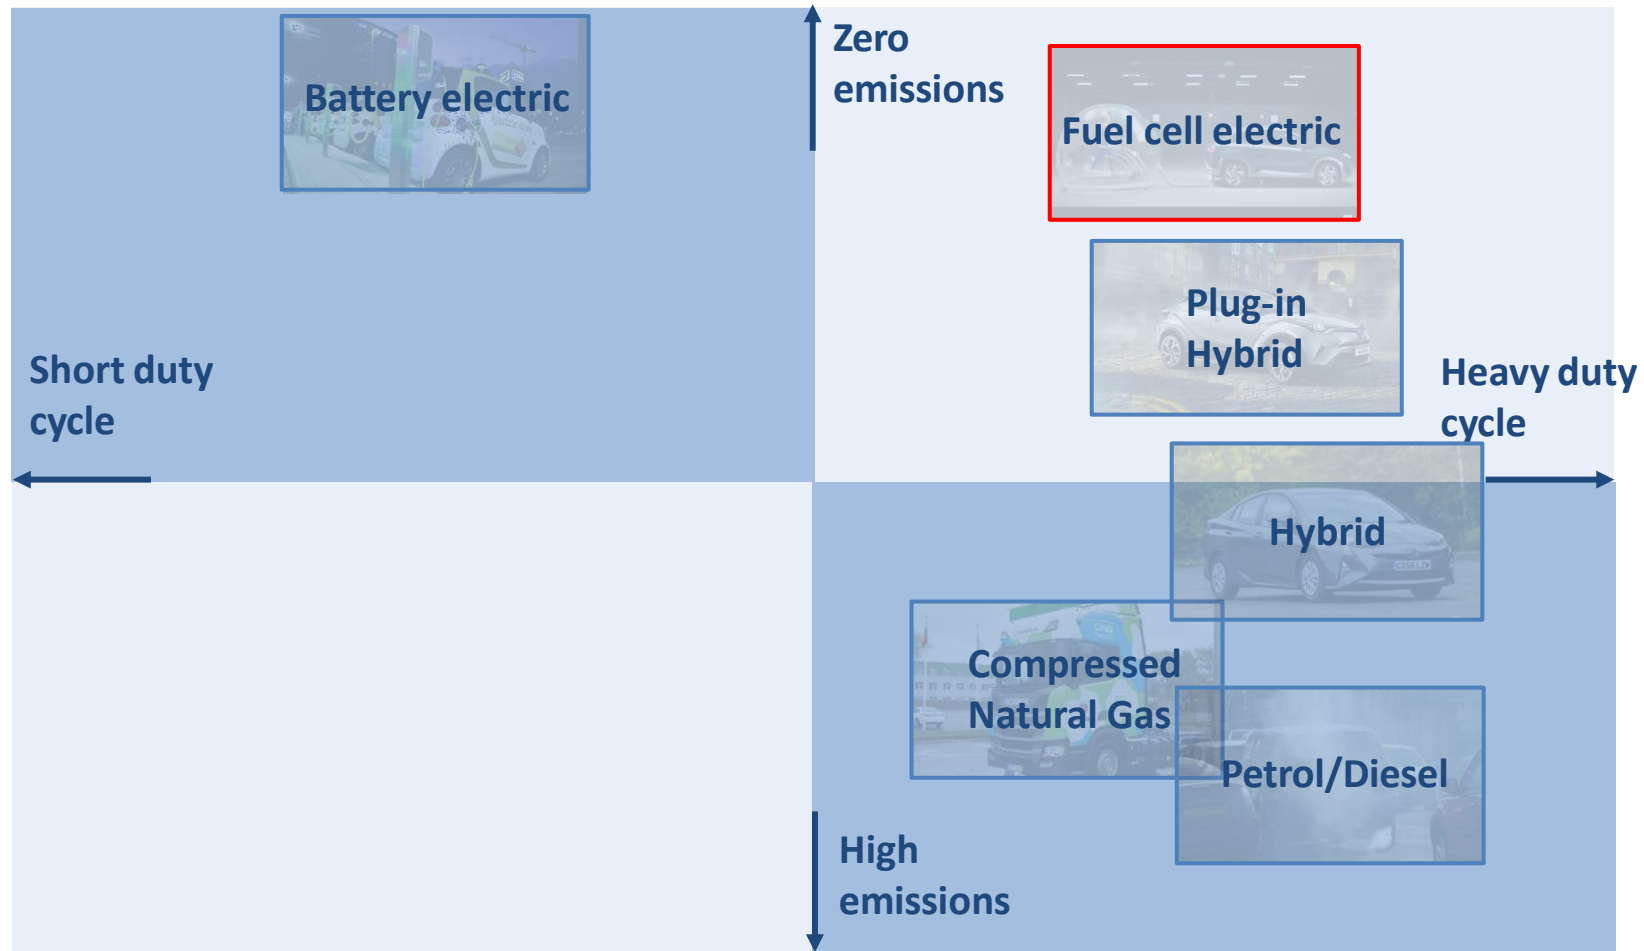 Zero
emissions
Battery electric
Fuel cell electric
Plug-in
Hybrid
Short duty
cycle
Heavy duty
cycle
Hybrid
Compressed
Natural Gas
Petrol/Diesel
High
emissions